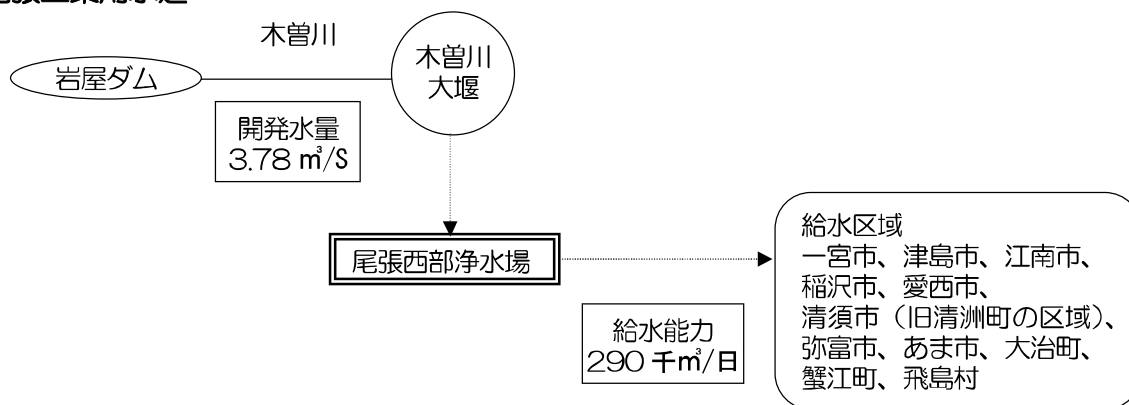 木曽川
岩屋ダム
木曽川
大堰
開発水量
3.78 ㎥/S
尾張西部浄水場
給水能力
290 千㎥/日
給水区域
一宮市、津島市、江南市、
稲沢市、愛西市、
清須市（旧清洲町の区域）、
弥富市、あま市、大治町、
蟹江町、飛島村